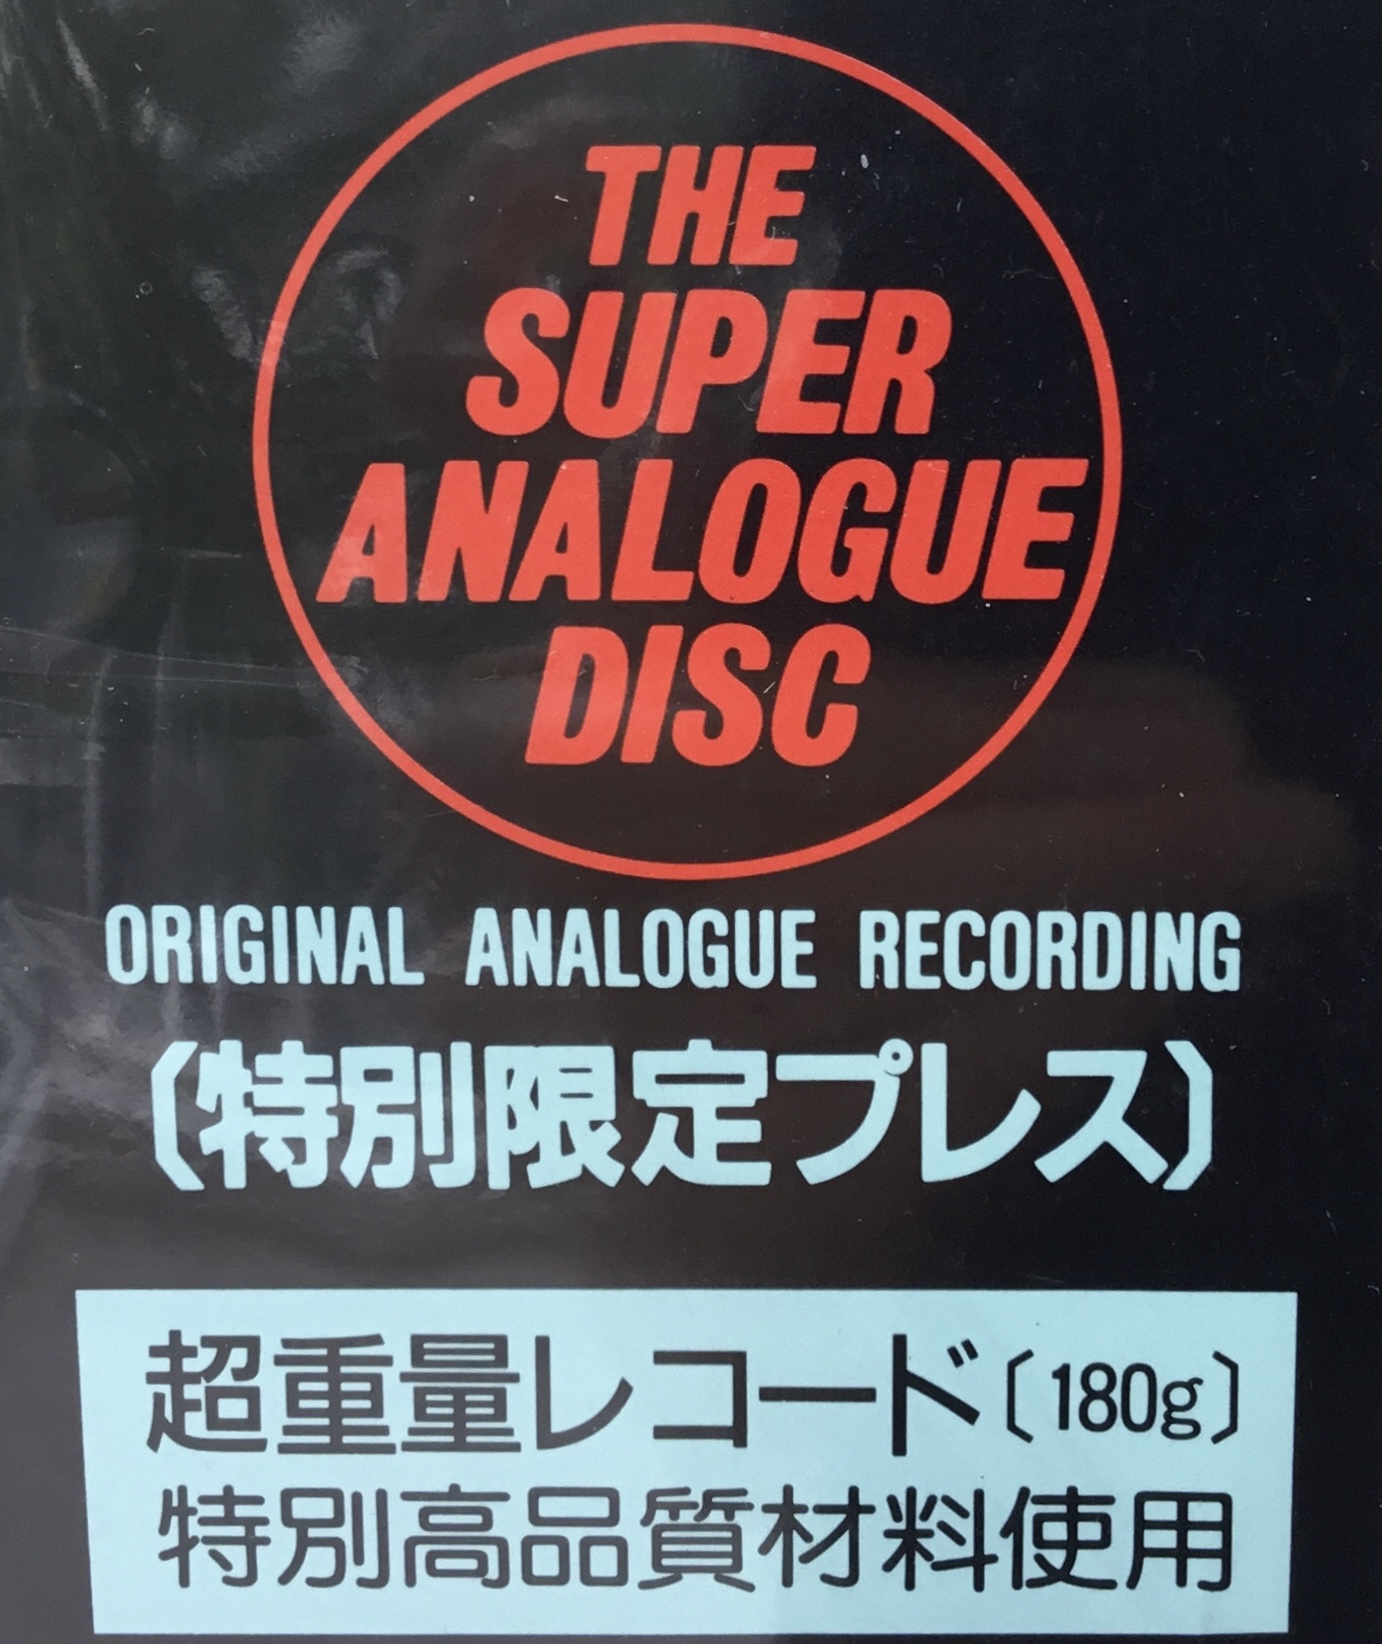 THE
SUPER
ANALOGUE
DISC
ORIGINAL ANALOGUE RECORDING
〔特別限定プレス〕
超重量レコード〔180g〕
特別高品質材料使用